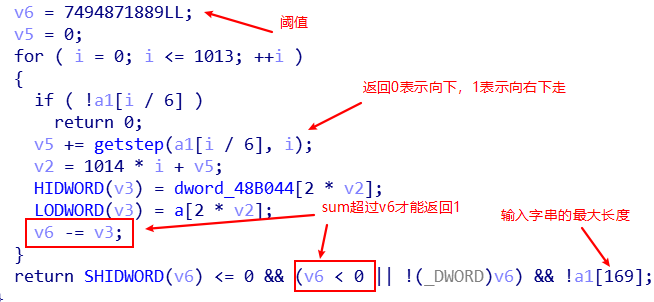 v6 = 7494871889LL;
阈值
v5 = 0;
for ( i = 0; i <= 1013; ++i )
{
if ( !a1[i / 6] )
返回0表示向下，1表示向右下走
return 0;
v5 += getstep(a1[i / 6], i);
v2 = 1014 * i + v5;
HIDWORD(v3) = dword_48B044[2 * v2];
LODWORD(v3) = a[2 * v2];
sum超过v6才能返回1
输入字串的最大长度
v6 -= v3;
}
return SHIDWORD(v6) <= 0 && (v6 < 0 || !(_DWORD)v6) && !a1[169];